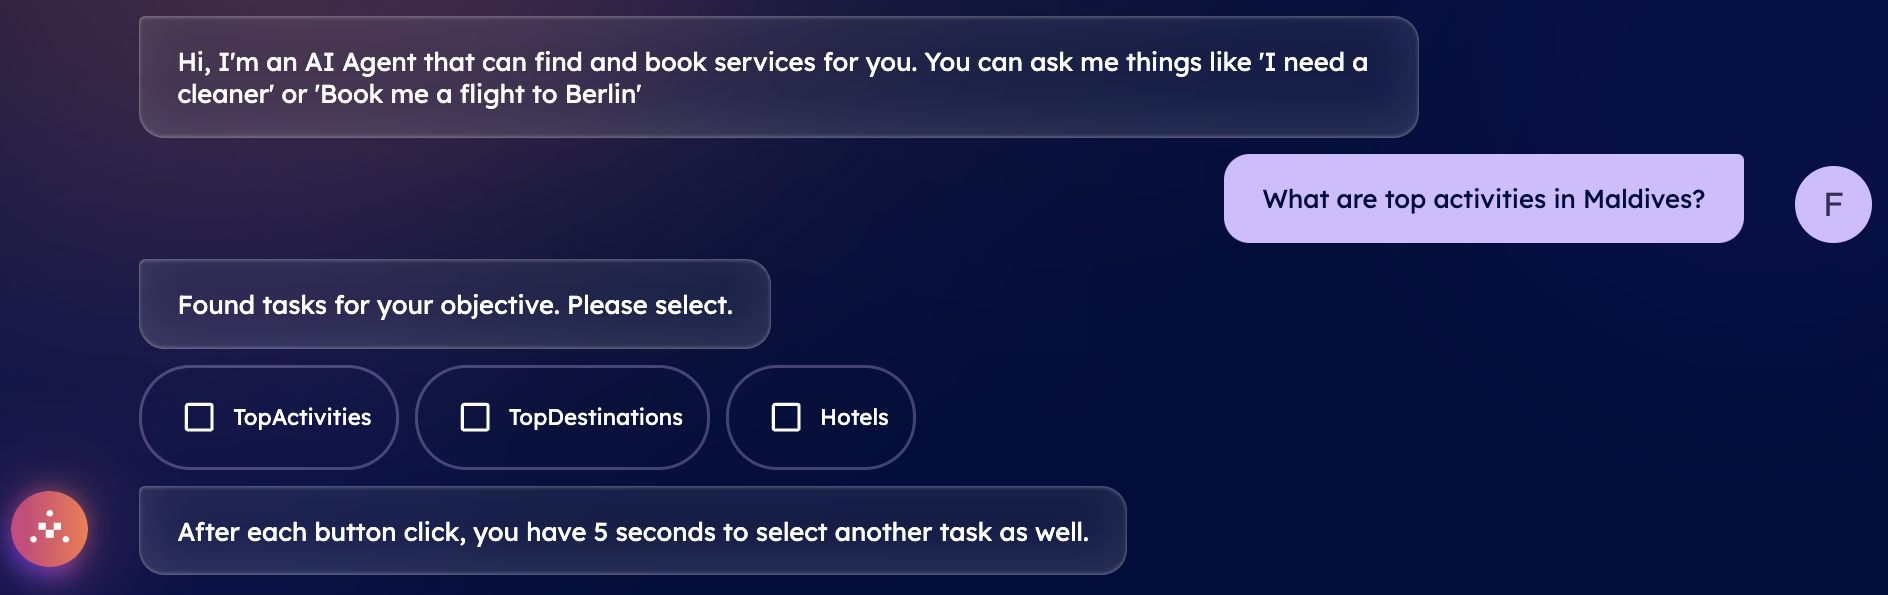 Hi, I'm an AI Agent that can find and book services for you. You can ask me things like 'I need a
cleaner' or 'Book me a flight to Berlin'
What are top activities in Maldives?
F
Found tasks for your objective. Please select.
TopActivities TopDestinations Hotels
After each button click, you have 5 seconds to select another task as well.